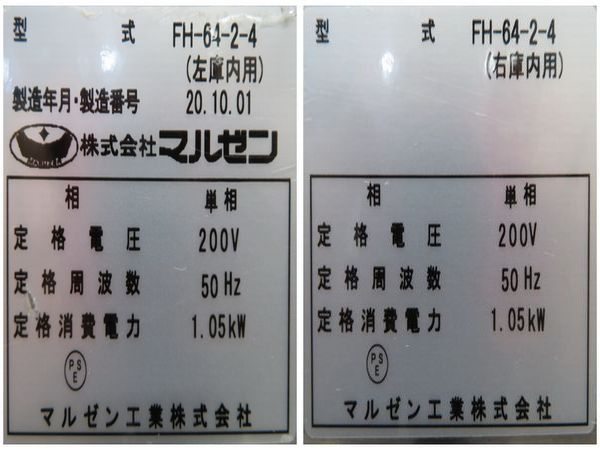 型 式 FH-64-2-4
(左庫内用)
製造年月・製造番号 20.10.01
MARUZEN 株式会社マルゼン
相 単相
定格電圧 200V
定格周波数 50Hz
定格消費電力 1.05kW
PSE
マルゼン工業株式会社
型 式 FH-64-2-4
(右庫内用)
相 単相
定格電圧 200V
定格周波数 50Hz
定格消費電力 1.05kW
PSE
マルゼン工業株式会社